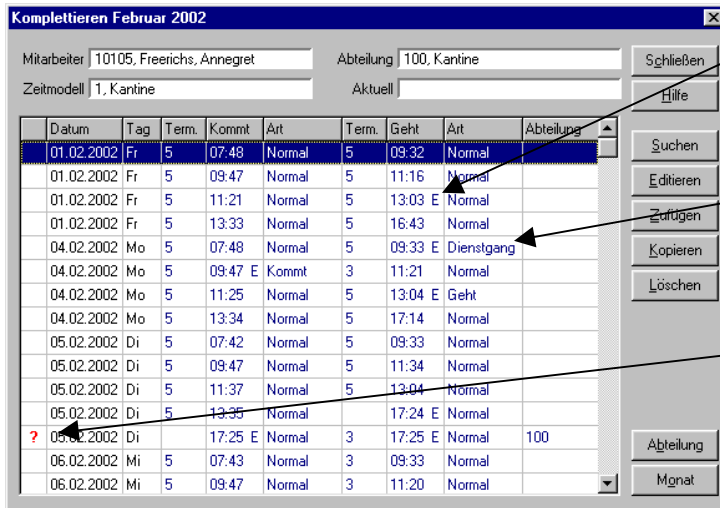 Komplettieren Februar 2002
Mitarbeiter 10105, Freerichs, Annegret Abteilung 100, Kantine Schließen
Zeitmodell 1, Kantine Aktuell Hilfe
Datum Tag Term. Kommt Art Term. Geht Art Abteilung
01.02.2002 Fr 5 07:48 Normal 5 09:32 Normal Suchen
01.02.2002 Fr 5 09:47 Normal 5 11:16 Normal Editieren
01.02.2002 Fr 5 11:21 Normal 5 13:03 E Normal
01.02.2002 Fr 5 13:33 Normal 5 16:43 Normal Zufügen
04.02.2002 Mo 5 07:48 Normal 5 09:33 E Dienstgang Kopieren
04.02.2002 Mo 5 09:47 E Kommt 3 11:21 Normal
04.02.2002 Mo 5 11:25 Normal 5 13:04 E Geht Löschen
04.02.2002 Mo 5 13:34 Normal 5 17:14 Normal
05.02.2002 Di 5 07:42 Normal 5 09:33 Normal
05.02.2002 Di 5 09:47 Normal 5 11:34 Normal
05.02.2002 Di 5 11:37 Normal 5 13:04 Normal
05.02.2002 Di 5 13:35 Normal 17:24 E Normal
? 05.02.2002 Di 17:25 E Normal 3 17:25 E Normal 100 Abteilung
06.02.2002 Mi 5 07:43 Normal 3 09:33 Normal
06.02.2002 Mi 5 09:47 Normal 3 11:20 Normal Monat